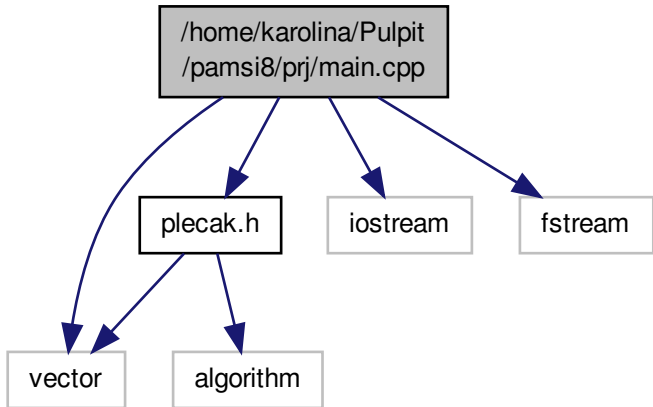 /home/karolina/Pulpit
/pamsi8/prj/main.cpp
plecak.h
iostream
fstream
vector
algorithm